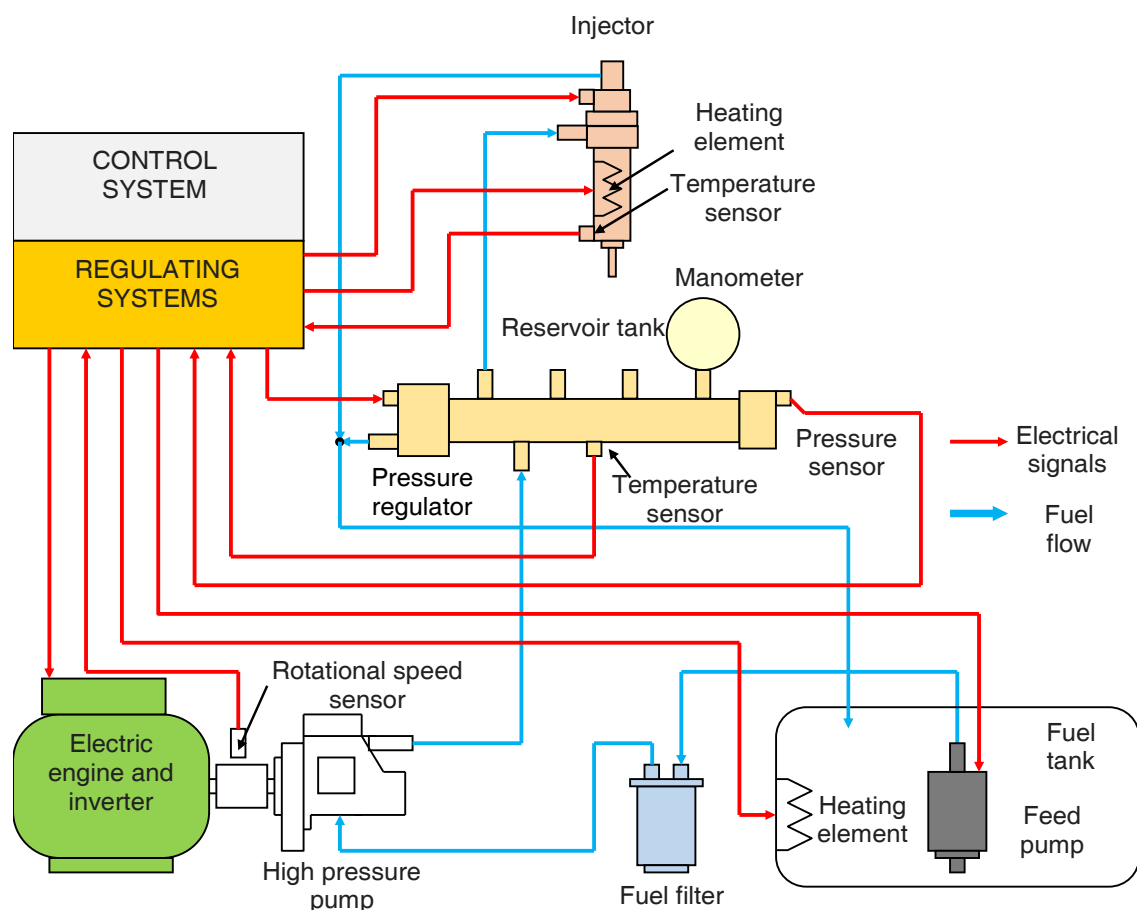 Injector
Heating
element
CONTROL
SYSTEM
Temperature
sensor
REGULATING
SYSTEMS
Manometer
Reservoir tank
Pressure
sensor
Electrical
signals
Pressure
regulator
Temperature
sensor
Fuel
flow
Rotational speed
sensor
Electric
engine and
inverter
Fuel
tank
Heating
element
Feed
pump
High pressure
pump
Fuel filter